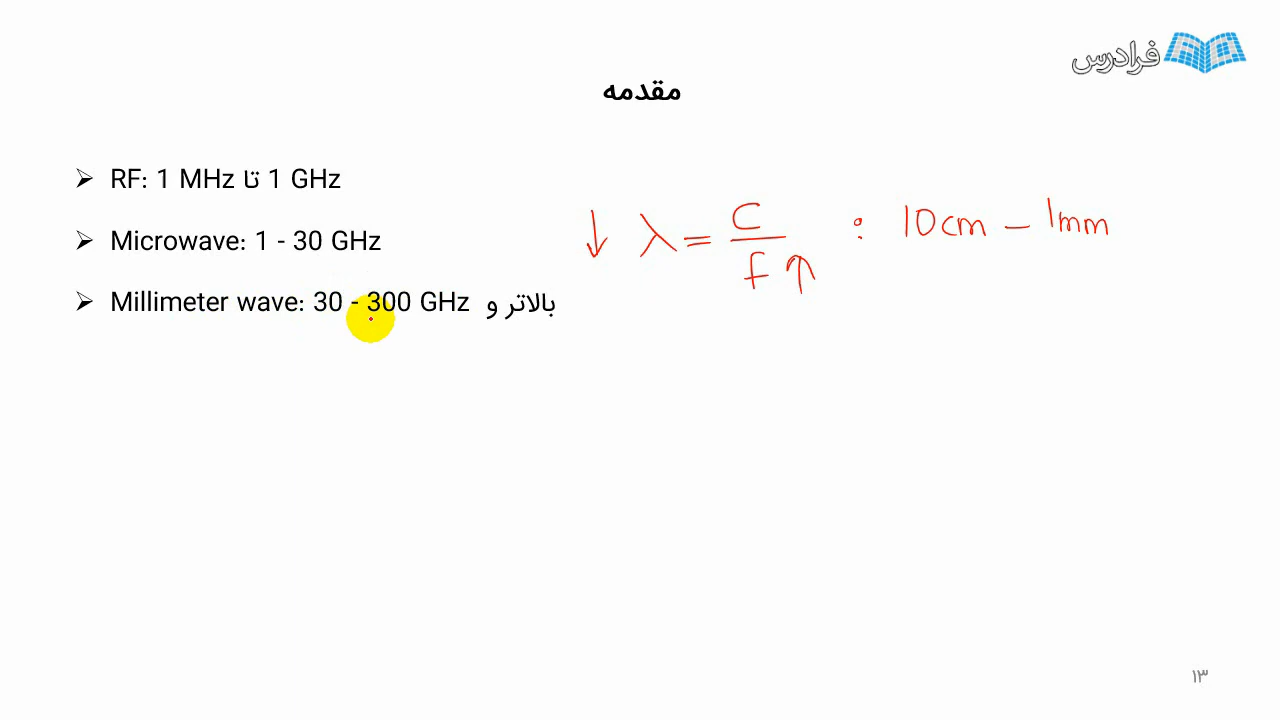 فرادرس
مقدمه
➢ RF: 1 MHz تا 1 GHz
➢ Microwave: 1 - 30 GHz
➢ Millimeter wave: 30 - 300 GHz بالاتر و
↓ λ = C / f ↑ : 10cm – 1mm
۱۳